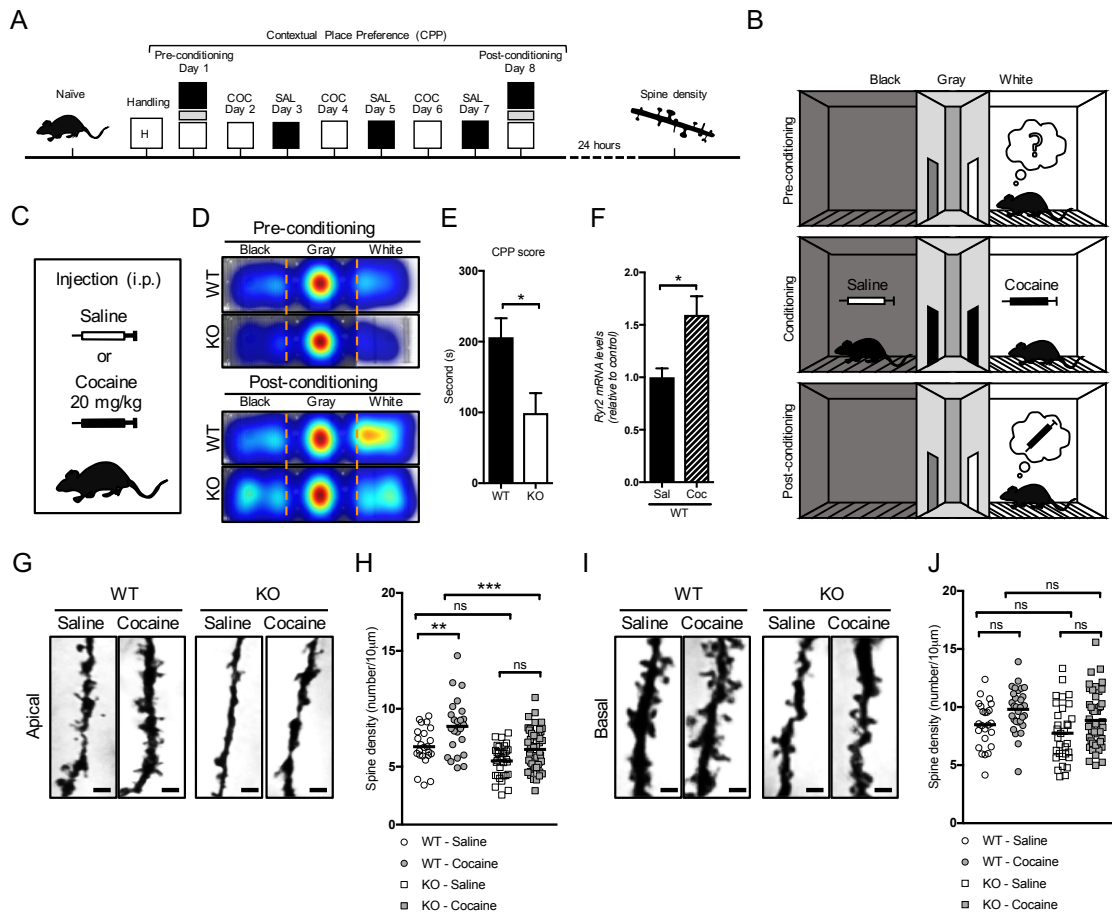 A
Contextual Place Preference (CPP)
Pre-conditioning
Day 1
Post-conditioning
Day 8
Naïve
Handling
H
COC
Day 2
SAL
Day 3
COC
Day 4
SAL
Day 5
COC
Day 6
SAL
Day 7
24 hours
Spine density
B
Black Gray White
Pre-conditioning
?
Conditioning
Saline
Cocaine
Post-conditioning
C
Injection (i.p.)
Saline
or
Cocaine
20 mg/kg
D
Pre-conditioning
Black Gray White
WT
KO
Post-conditioning
Black Gray White
WT
KO
E
CPP score
Second (s)
300
200
100
0
*
WT KO
F
Ryr2 mRNA levels
(relative to control)
2.0
1.5
1.0
0.5
0.0
*
Sal Coc
WT
G
WT KO
Saline Cocaine Saline Cocaine
Apical
H
Spine density (number/10μm)
20
15
10
5
0
***
ns
**
ns
WT - Saline
WT - Cocaine
KO - Saline
KO - Cocaine
I
WT KO
Saline Cocaine Saline Cocaine
Basal
J
Spine density (number/10μm)
20
15
10
5
0
ns
ns
ns ns
WT - Saline
WT - Cocaine
KO - Saline
KO - Cocaine